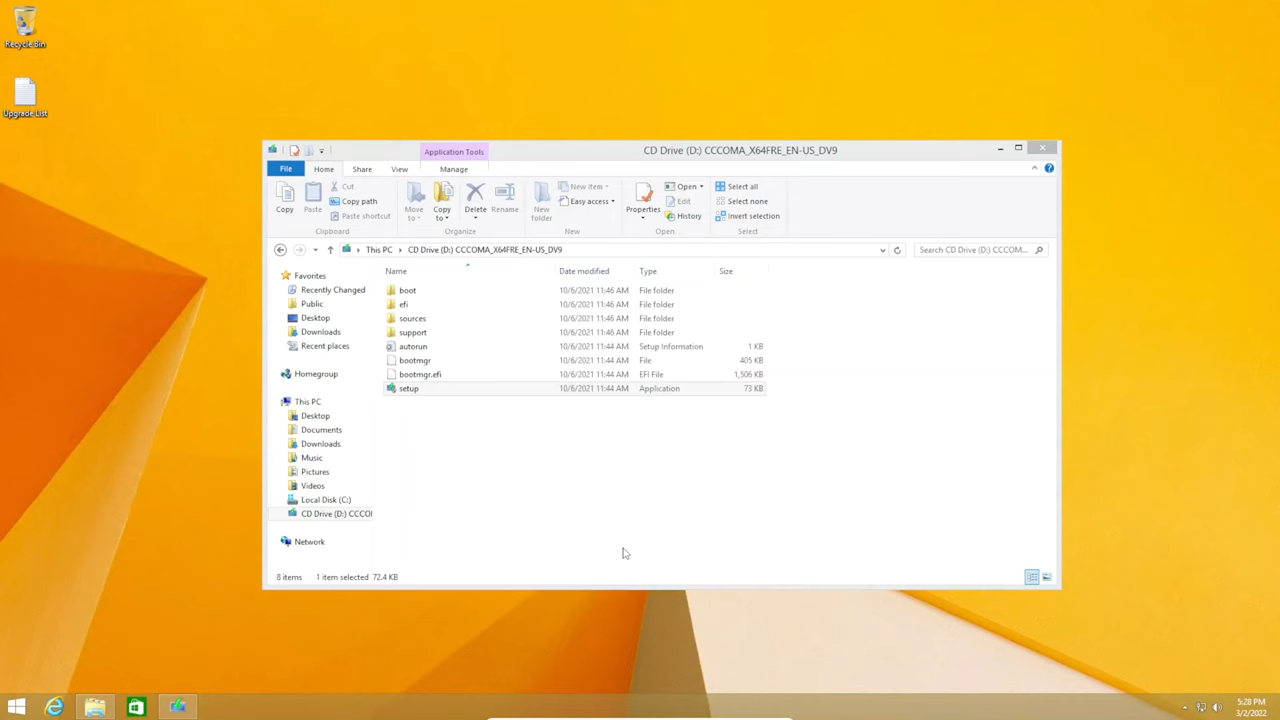 Recycle Bin
Upgrade List
Application Tools
CD Drive (D:) CCCOMA_X64FRE_EN-US_DV9
File Home Share View Manage
Copy
Paste
Cut
Copy path
Paste shortcut
Clipboard
Move to
Copy to
Delete
Rename
Organize
New folder
New item
Easy access
New
Properties
Open
Edit
History
Open
Select all
Select none
Invert selection
Select
This PC CD Drive (D:) CCCOMA_X64FRE_EN-US_DV9
Search CD Drive (D:) CCCOM...
Favorites
Recently Changed
Public
Desktop
Downloads
Recent places
Homegroup
This PC
Desktop
Documents
Downloads
Music
Pictures
Videos
Local Disk (C:)
CD Drive (D:) CCCO
Network
Name Date modified Type Size
boot 10/6/2021 11:46 AM File folder
efi 10/6/2021 11:46 AM File folder
sources 10/6/2021 11:46 AM File folder
support 10/6/2021 11:46 AM File folder
autorun 10/6/2021 11:44 AM Setup Information 1 KB
bootmgr 10/6/2021 11:44 AM File 405 KB
bootmgr.efi 10/6/2021 11:44 AM EFI File 1,506 KB
setup 10/6/2021 11:44 AM Application 73 KB
8 items 1 item selected 72.4 KB
5:28 PM
3/2/2022